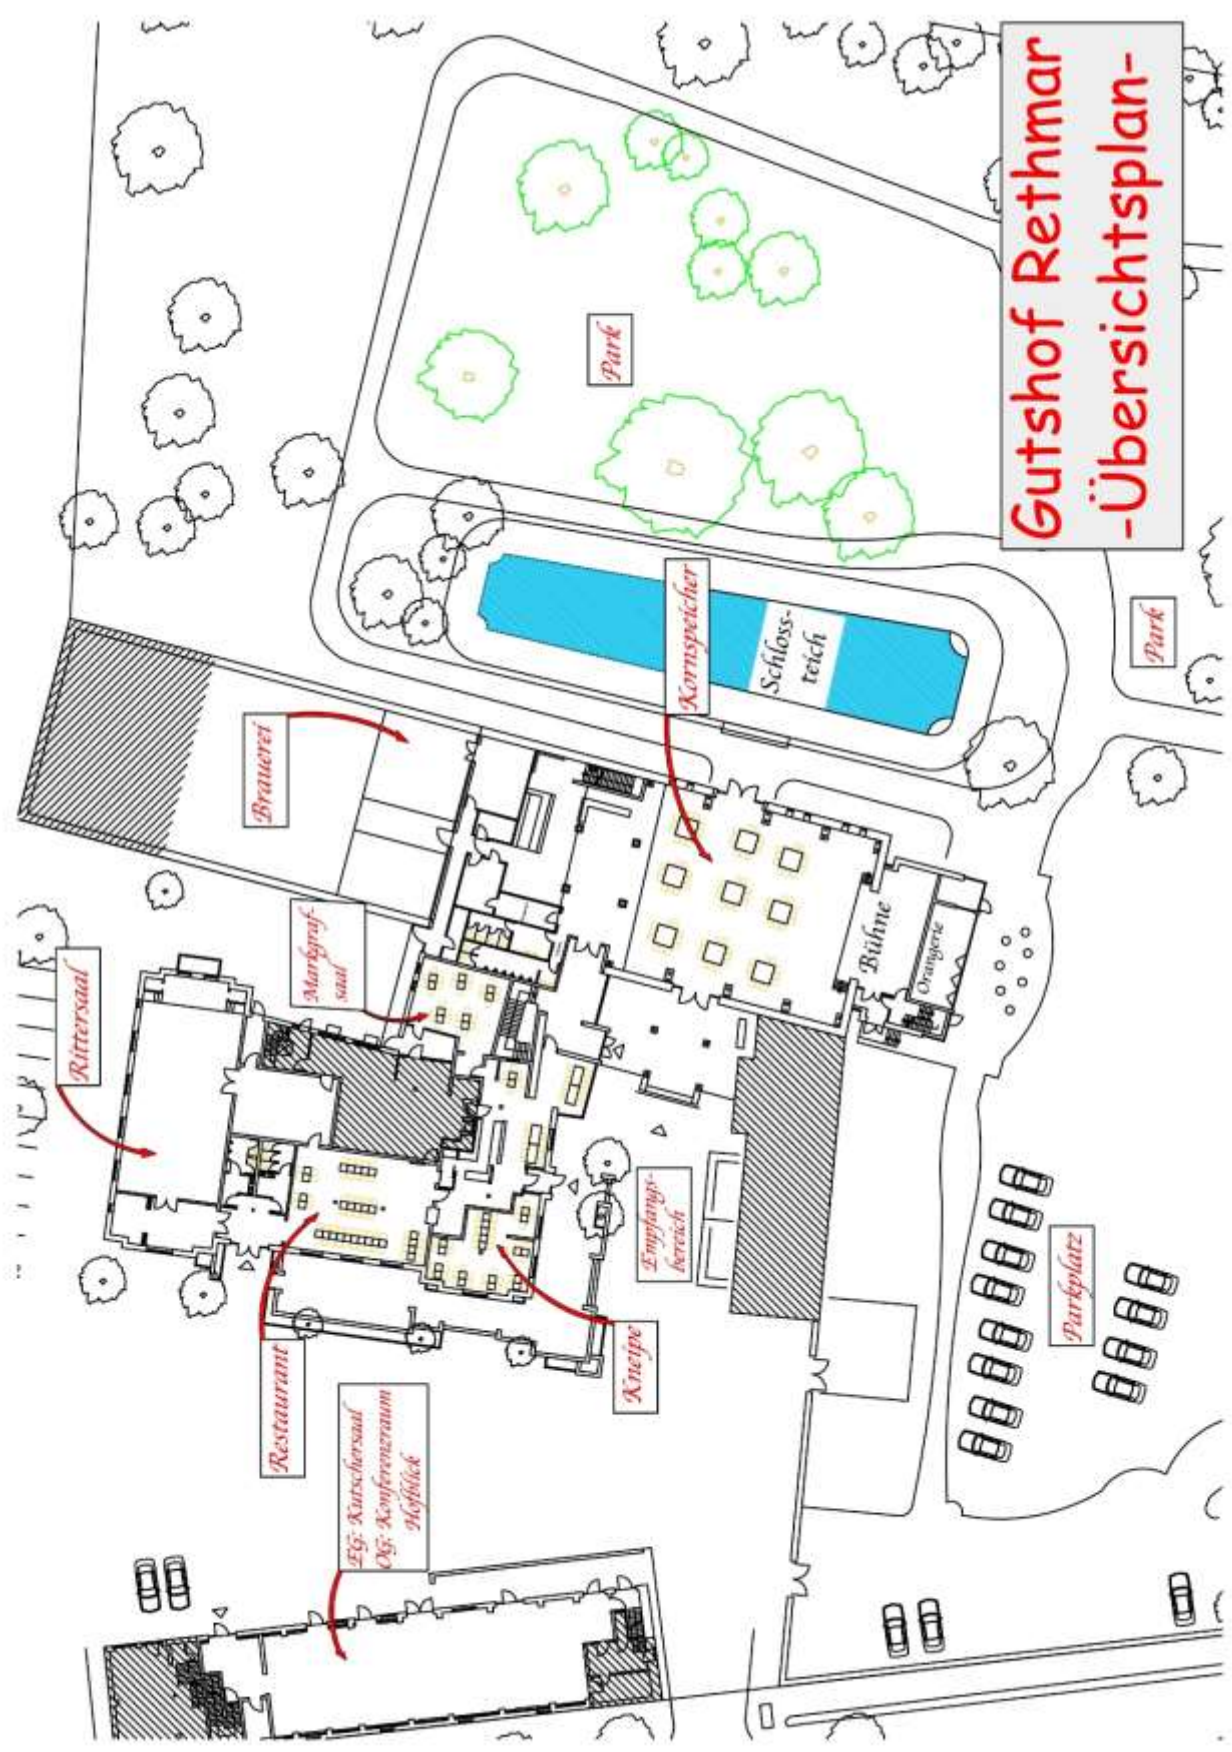 Gutshof Rethmar
-Übersichtsplan-
Park
Park
Schloss-
teich
Kornspeicher
Brauerei
Markgraf-
saal
Rittersaal
Bühne
Orangerie
Empfangs-
bereich
Parkplatz
Restaurant
Kneipe
EG: Kutschersaal
OG: Konferenzraum
Hofblick